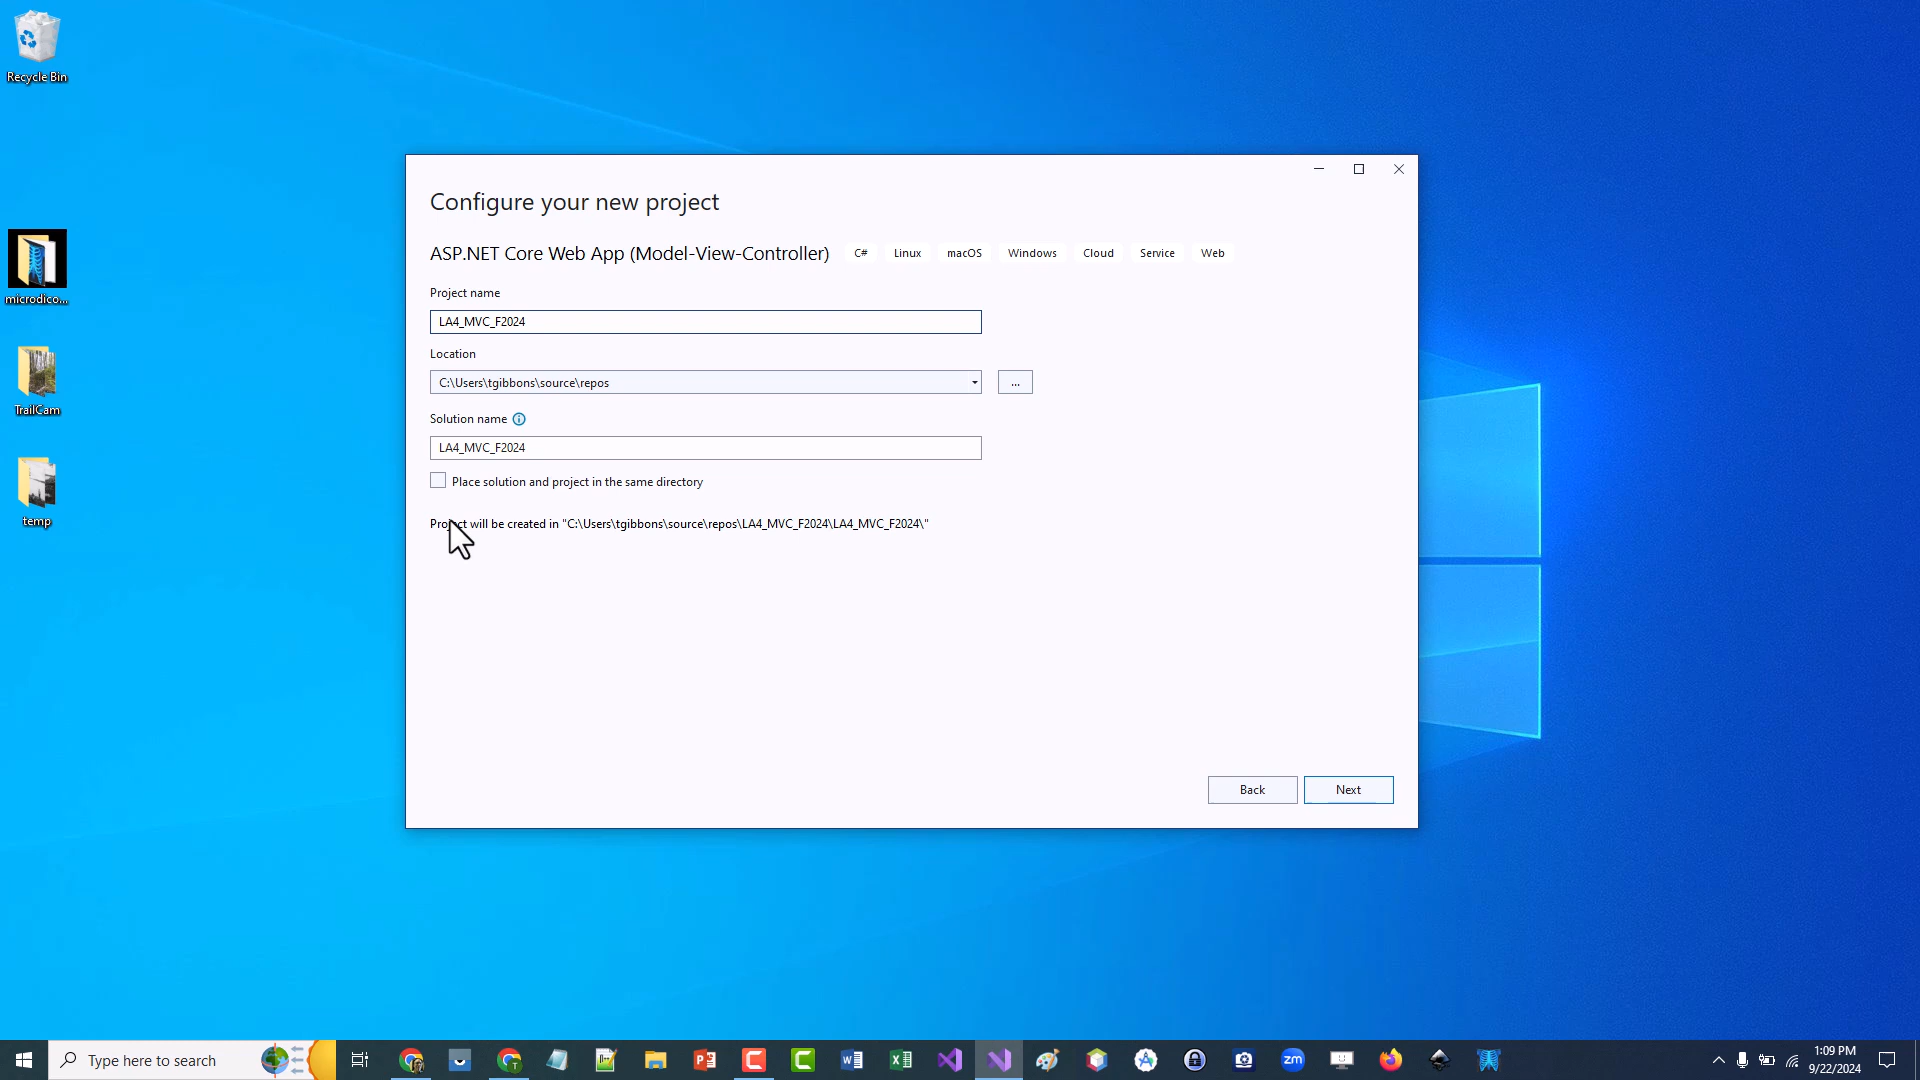 Recycle Bin
microdico...
TrailCam
temp
Configure your new project
ASP.NET Core Web App (Model-View-Controller) C# Linux macOS Windows Cloud Service Web
Project name
LA4_MVC_F2024
Location
C:\Users\tgibbons\source\repos
...
Solution name
LA4_MVC_F2024
Place solution and project in the same directory
Project will be created in "C:\Users\tgibbons\source\repos\LA4_MVC_F2024\LA4_MVC_F2024\"
Back
Next
Type here to search
zm
1:09 PM
9/22/2024